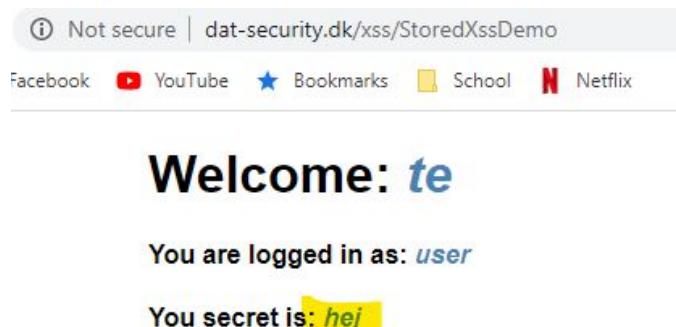 Not secure | dat-security.dk/xss/StoredXssDemo
Facebook YouTube Bookmarks School Netflix
Welcome: te
You are logged in as: user
You secret is: hej